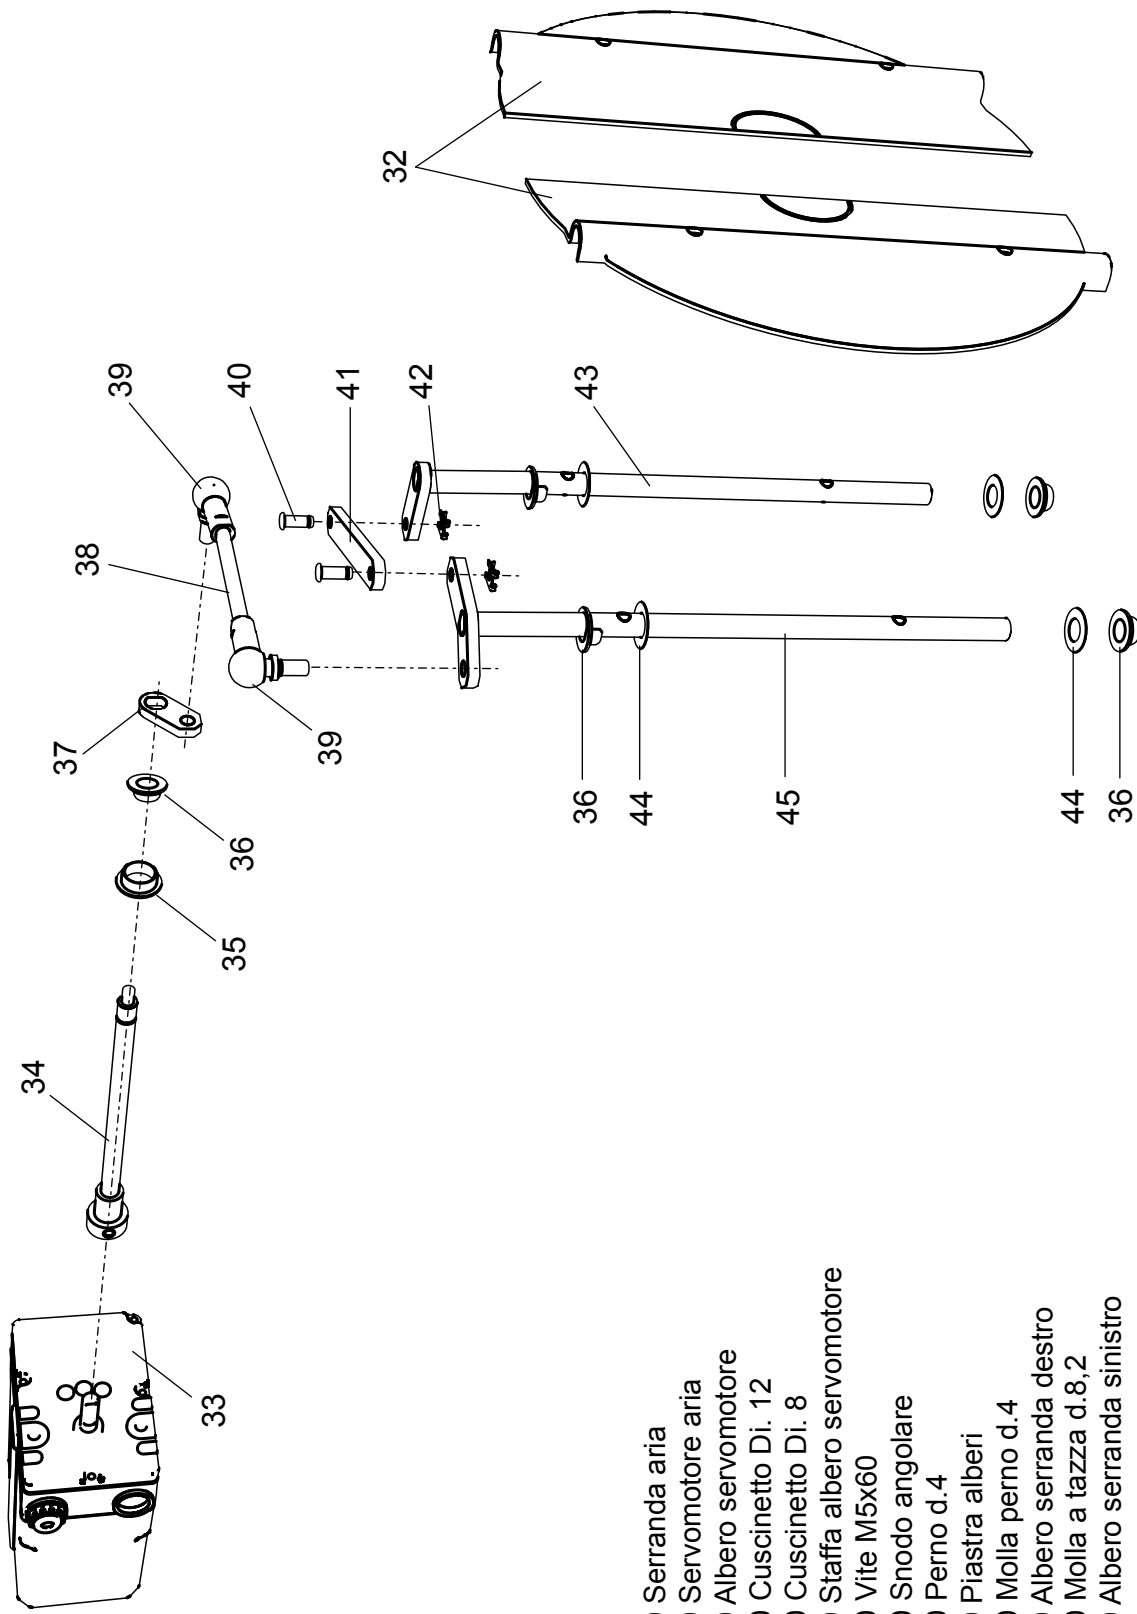 34
37
38
39
33
35
36
40
39
41
32
42
43
36
44
45
44
36
Serranda aria
Servomotore aria
Albero servomotore
Cuscinetto Di. 12
Cuscinetto Di. 8
Staffa albero servomotore
Vite M5x60
Snodo angolare
Perno d.4
Piastra alberi
Molla perno d.4
Albero serranda destro
Molla a tazza d.8,2
Albero serranda sinistro